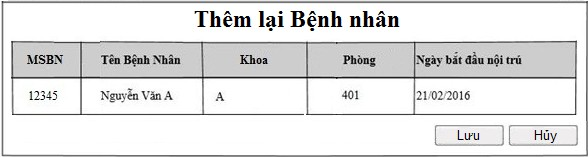 Thêm lại Bệnh nhân
MSBN Tên Bệnh Nhân Khoa Phòng Ngày bắt đầu nội trú
12345 Nguyễn Văn A A 401 21/02/2016
Lưu Hủy